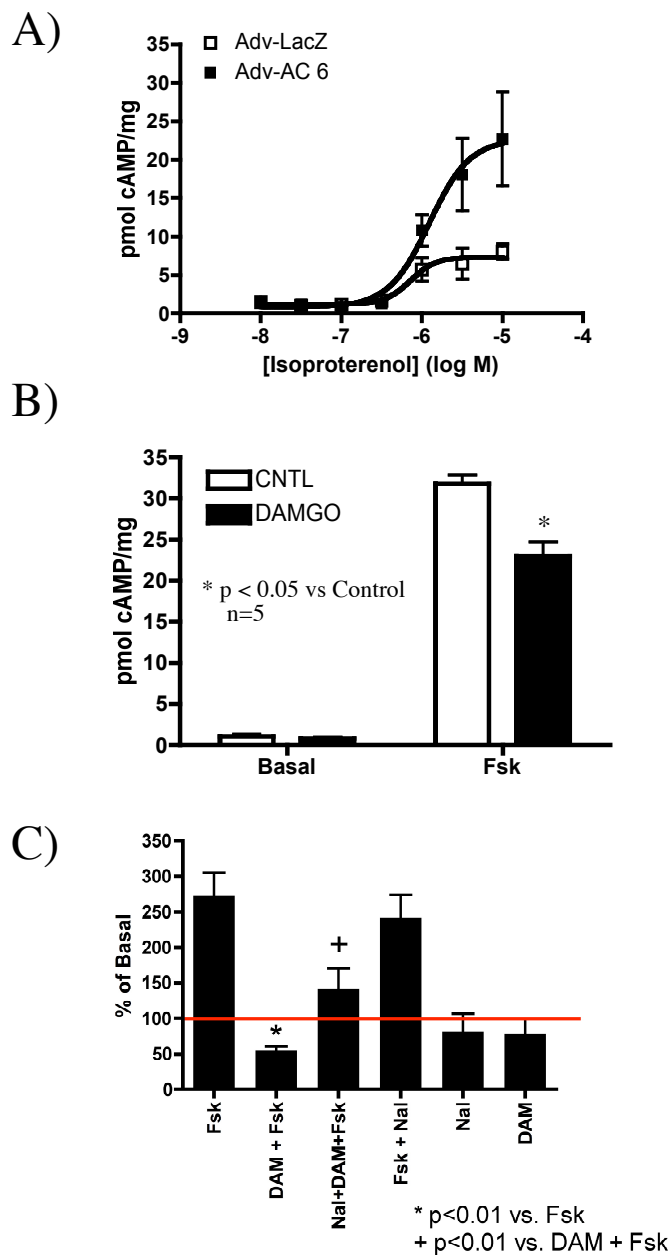 A)
Adv-LacZ
Adv-AC 6
pmol cAMP/mg
35
30
25
20
15
10
5
0
-9
-8
-7
-6
-5
-4
[Isoproterenol] (log M)
B)
CNTL
DAMGO
pmol cAMP/mg
35
30
25
20
15
10
5
0
*
* p < 0.05 vs Control
n=5
Basal
Fsk
C)
% of Basal
350
300
250
200
150
100
50
0
+
*
Fsk
DAM + Fsk
Nal+DAM+Fsk
Fsk + Nal
Nal
DAM
* p<0.01 vs. Fsk
+ p<0.01 vs. DAM + Fsk